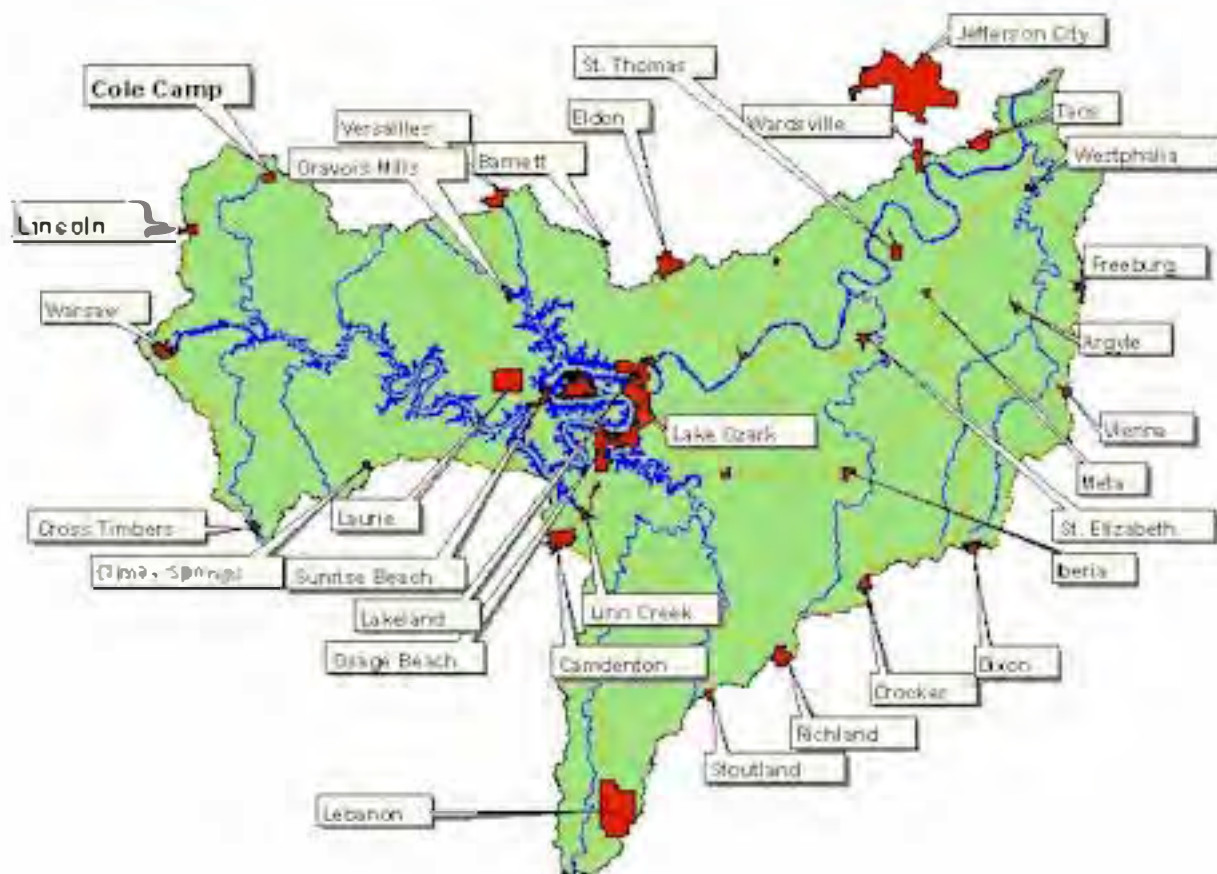 Jefferson City
St. Thomas
Cole Camp
Versailles
Eldon
Wardsville
Taos
Gravois Mills
Barnett
Westphalia
Lincoln
Freeburg
Warsaw
Argyle
Lake Ozark
Vienna
Meta
Cross Timbers
Laurie
St. Elizabeth
Springs
Sunrise Beach
Iberia
Lakeland
Linn Creek
Osage Beach
Camdenton
Dixon
Crocker
Richland
Stoutland
Lebanon